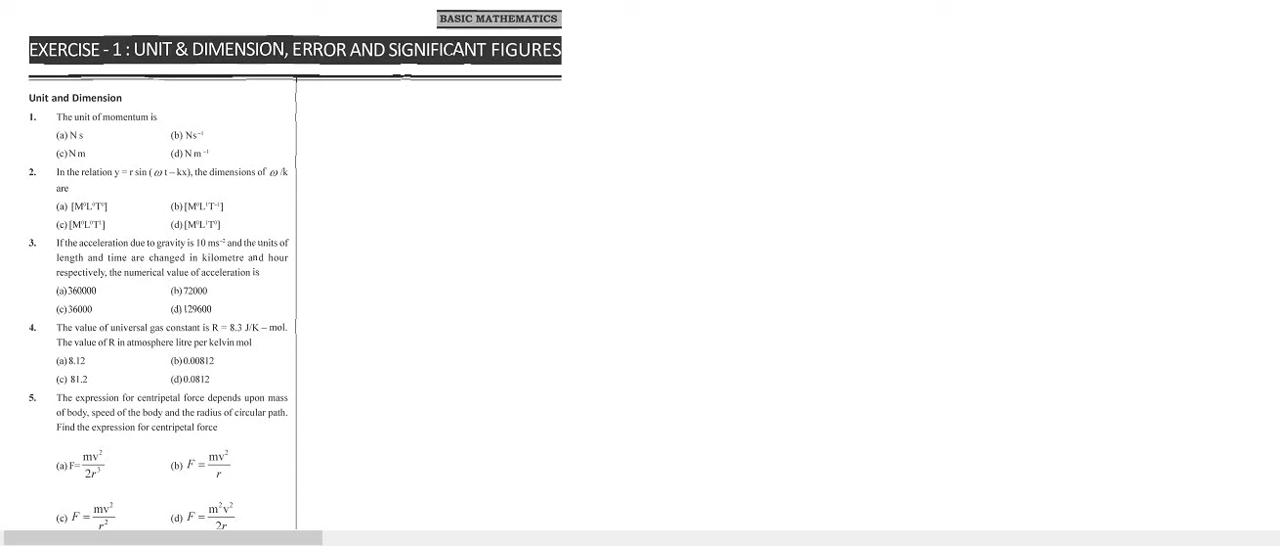 BASIC MATHEMATICS
EXERCISE - 1 : UNIT & DIMENSION, ERROR AND SIGNIFICANT FIGURES
Unit and Dimension
1. The unit of momentum is
(a) N s (b) Ns⁻¹
(c) N m (d) N m⁻¹
2. In the relation y = r sin (ω t – kx), the dimensions of ω/k
are
(a) [M⁰L⁰T⁰] (b) [M⁰L¹T⁻¹]
(c) [M⁰L⁰T¹] (d) [M⁰L¹T⁰]
3. If the acceleration due to gravity is 10 ms⁻² and the units of
length and time are changed in kilometre and hour
respectively, the numerical value of acceleration is
(a) 360000 (b) 72000
(c) 36000 (d) 129600
4. The value of universal gas constant is R = 8.3 J/K – mol.
The value of R in atmosphere litre per kelvin mol
(a) 8.12 (b) 0.00812
(c) 81.2 (d) 0.0812
5. The expression for centripetal force depends upon mass
of body, speed of the body and the radius of circular path.
Find the expression for centripetal force
(a) F= mv²/2r³ (b) F = mv²/r
(c) F = mv²/r² (d) F = m²v²/2r